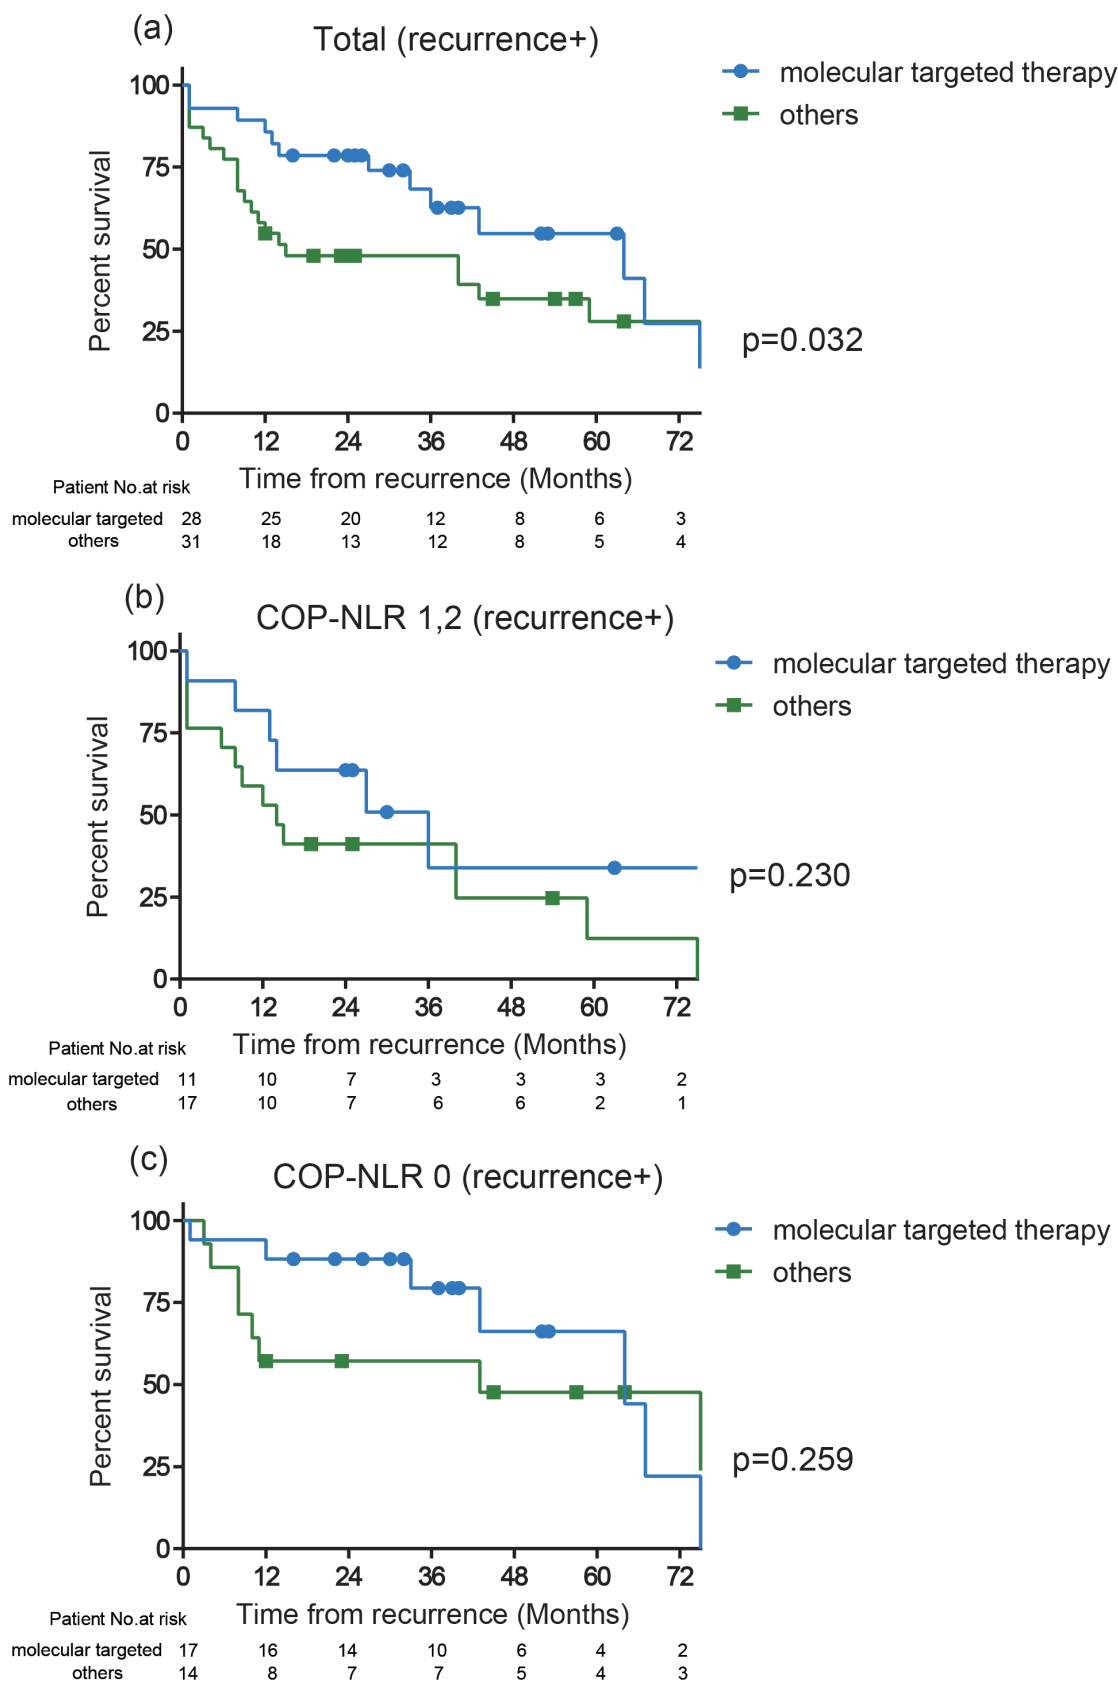 (a)
Total (recurrence+)
molecular targeted therapy
others
Percent survival
100
75
50
25
0
0 12 24 36 48 60 72
p=0.032
Time from recurrence (Months)
Patient No.at risk
molecular targeted 28 25 20 12 8 6 3
others 31 18 13 12 8 5 4
(b)
COP-NLR 1,2 (recurrence+)
molecular targeted therapy
others
Percent survival
100
75
50
25
0
0 12 24 36 48 60 72
p=0.230
Time from recurrence (Months)
Patient No.at risk
molecular targeted 11 10 7 3 3 3 2
others 17 10 7 6 6 2 1
(c)
COP-NLR 0 (recurrence+)
molecular targeted therapy
others
Percent survival
100
75
50
25
0
0 12 24 36 48 60 72
p=0.259
Time from recurrence (Months)
Patient No.at risk
molecular targeted 17 16 14 10 6 4 2
others 14 8 7 7 5 4 3